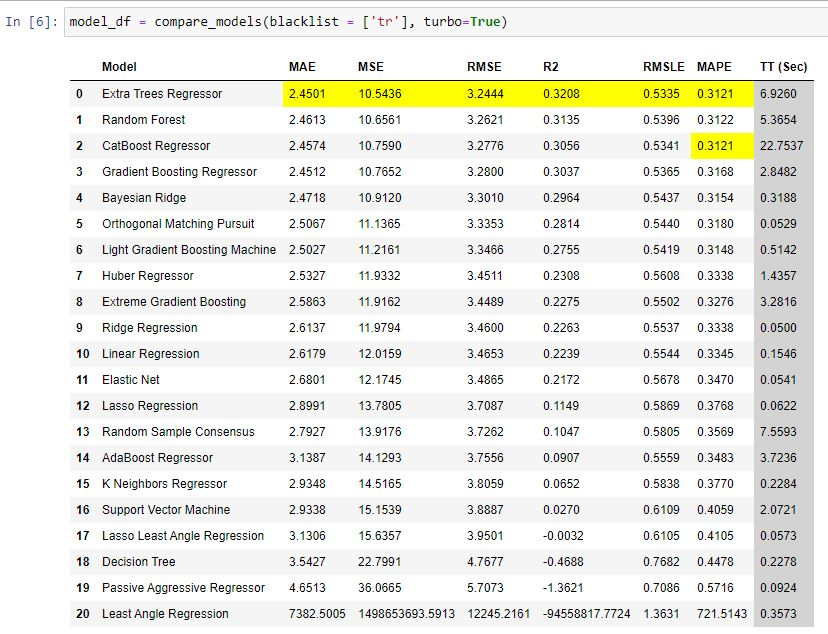 In [6]: model_df = compare_models(blacklist = ['tr'], turbo=True)
Model MAE MSE RMSE R2 RMSLE MAPE TT (Sec)
0 Extra Trees Regressor 2.4501 10.5436 3.2444 0.3208 0.5335 0.3121 6.9260
1 Random Forest 2.4613 10.6561 3.2621 0.3135 0.5396 0.3122 5.3654
2 CatBoost Regressor 2.4574 10.7590 3.2776 0.3056 0.5341 0.3121 22.7537
3 Gradient Boosting Regressor 2.4512 10.7652 3.2800 0.3037 0.5365 0.3168 2.8482
4 Bayesian Ridge 2.4718 10.9120 3.3010 0.2964 0.5437 0.3154 0.3188
5 Orthogonal Matching Pursuit 2.5067 11.1365 3.3353 0.2814 0.5440 0.3180 0.0529
6 Light Gradient Boosting Machine 2.5027 11.2161 3.3466 0.2755 0.5419 0.3148 0.5142
7 Huber Regressor 2.5327 11.9332 3.4511 0.2308 0.5608 0.3338 1.4357
8 Extreme Gradient Boosting 2.5863 11.9162 3.4489 0.2275 0.5502 0.3276 3.2816
9 Ridge Regression 2.6137 11.9794 3.4600 0.2263 0.5537 0.3338 0.0500
10 Linear Regression 2.6179 12.0159 3.4653 0.2239 0.5544 0.3345 0.1546
11 Elastic Net 2.6801 12.1745 3.4865 0.2172 0.5678 0.3470 0.0541
12 Lasso Regression 2.8991 13.7805 3.7087 0.1149 0.5869 0.3768 0.0622
13 Random Sample Consensus 2.7927 13.9176 3.7262 0.1047 0.5805 0.3569 7.5593
14 AdaBoost Regressor 3.1387 14.1293 3.7556 0.0907 0.5559 0.3483 3.7236
15 K Neighbors Regressor 2.9348 14.5165 3.8059 0.0652 0.5838 0.3770 0.2284
16 Support Vector Machine 2.9338 15.1539 3.8887 0.0270 0.6109 0.4059 2.0721
17 Lasso Least Angle Regression 3.1306 15.6357 3.9501 -0.0032 0.6105 0.4105 0.0573
18 Decision Tree 3.5427 22.7991 4.7677 -0.4688 0.7682 0.4478 0.2278
19 Passive Aggressive Regressor 4.6513 36.0665 5.7073 -1.3621 0.7086 0.5716 0.0924
20 Least Angle Regression 7382.5005 1498653693.5913 12245.2161 -94558817.7724 1.3631 721.5143 0.3573